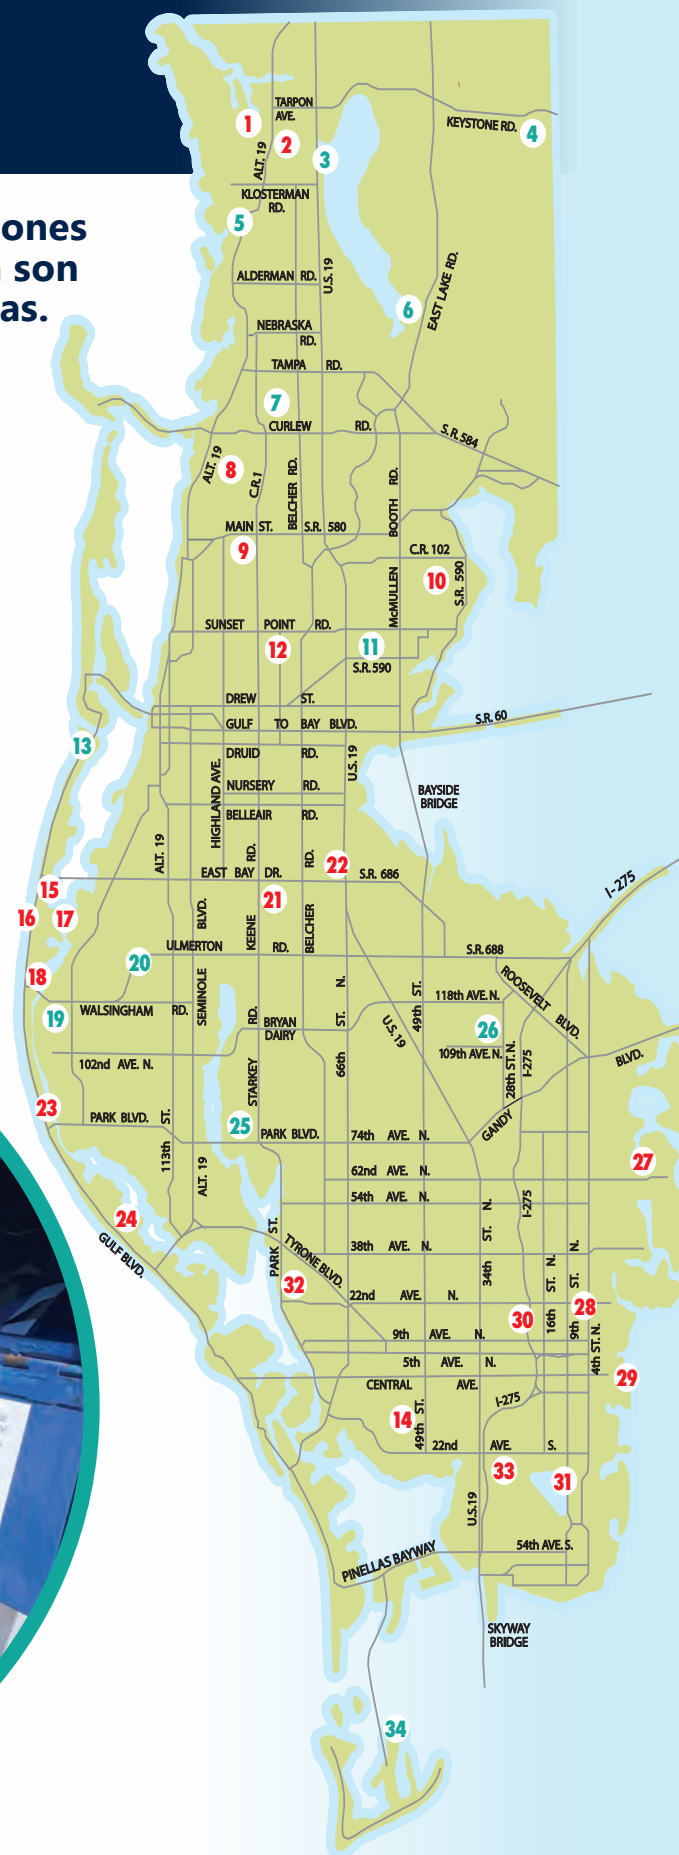 TARPON
AVE.
1
2
3
KEYSTONE RD.
4
ALT. 19
KLOSTERMAN
RD.
5
ones
son
as.
ALDERMAN RD.
U.S. 19
EAST LAKE RD.
6
NEBRASKA
RD.
TAMPA RD.
7
CURLEW RD.
S.R. 584
ALT. 19
8
C.R.1
BELCHER RD.
McMULLEN BOOTH RD.
MAIN ST. S.R. 580
9
C.R. 102
10
S.R. 590
SUNSET POINT RD.
12
11
S.R.590
DREW ST.
GULF TO BAY BLVD.
S.R. 60
13
DRUID RD.
U.S. 19
HIGHLAND AVE.
NURSERY RD.
BAYSIDE
BRIDGE
BELLEAIR RD.
ALT. 19
22
EAST BAY DR.
S.R. 686
I-275
15
16
17
21
SEMINOLE BLVD.
KEENE RD.
BELCHER RD.
ULMERTON RD.
S.R.688
20
18
19
WALSINGHAM RD.
118th AVE. N.
ROOSEVELT BLVD.
49th ST.
U.S.19
66th ST. N.
BRYAN
DAIRY
26
109th AVE. N.
28th ST. N.
I-275
GANDY BLVD.
102nd AVE. N.
STARKEY RD.
23
PARK BLVD.
113th ST.
25
PARK BLVD.
74th AVE. N.
ALT. 19
62nd AVE. N.
27
54th AVE. N.
I-275
24
GULF BLVD.
PARK ST.
TYRONE BLVD.
38th AVE. N.
34th ST. N.
16th ST. N.
9th ST. N.
32
22nd AVE. N.
28
30
4th ST. N.
9th AVE. N.
5th AVE. N.
29
CENTRAL AVE.
I-275
14
49th ST.
22nd AVE. S.
33
31
U.S.19
54th AVE. S.
PINELLAS BAYWAY
SKYWAY
BRIDGE
34